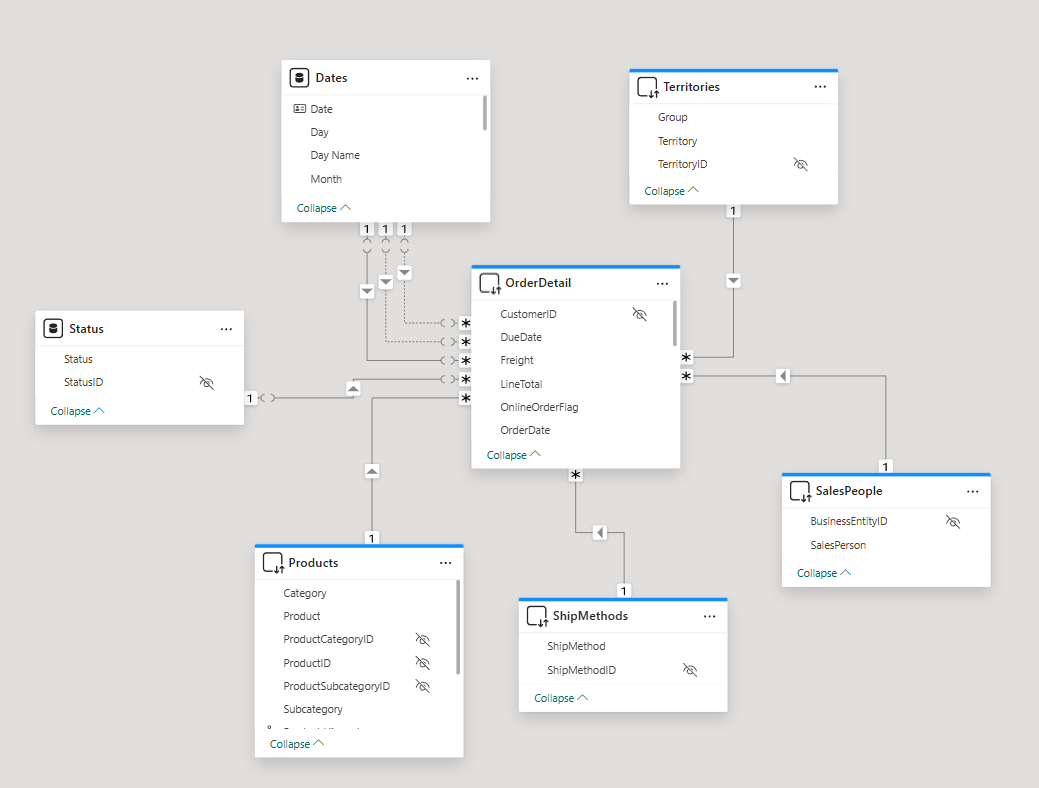 Dates
Date
Day
Day Name
Month
Collapse
Territories
Group
Territory
TerritoryID
Collapse
1 1 1
1
OrderDetail
CustomerID
DueDate
Freight
LineTotal
OnlineOrderFlag
OrderDate
Collapse
*
*
*
*
*
*
*
*
Status
Status
StatusID
Collapse
1
1
SalesPeople
BusinessEntityID
SalesPerson
Collapse
1
Products
Category
Product
ProductCategoryID
ProductID
ProductSubcategoryID
Subcategory
Collapse
1
ShipMethods
ShipMethod
ShipMethodID
Collapse